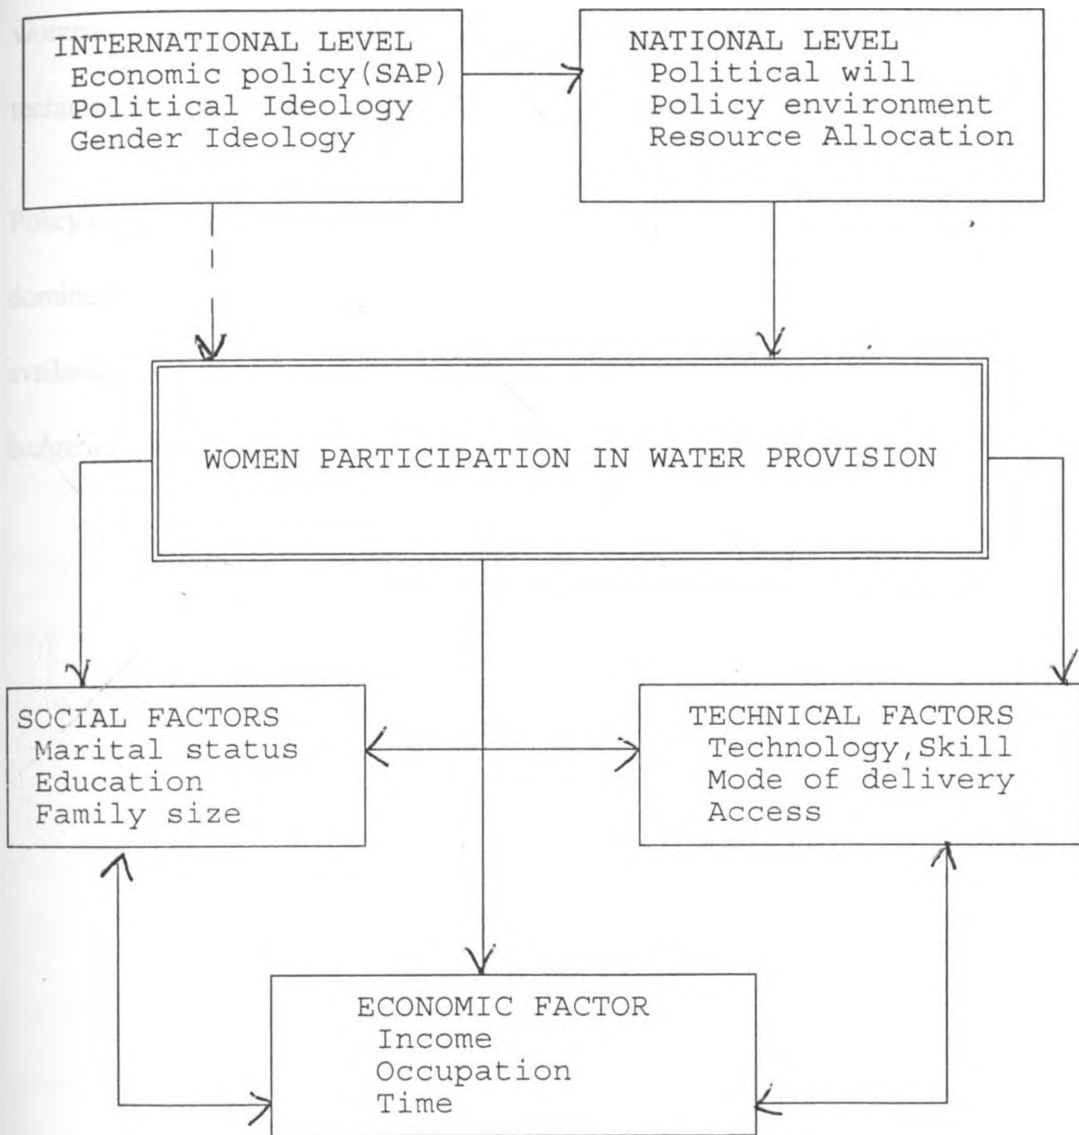 INTERNATIONAL LEVEL
Economic policy(SAP)
Political Ideology
Gender Ideology
NATIONAL LEVEL
Political will
Policy environment
Resource Allocation
WOMEN PARTICIPATION IN WATER PROVISION
SOCIAL FACTORS
Marital status
Education
Family size
TECHNICAL FACTORS
Technology,Skill
Mode of delivery
Access
ECONOMIC FACTOR
Income
Occupation
Time